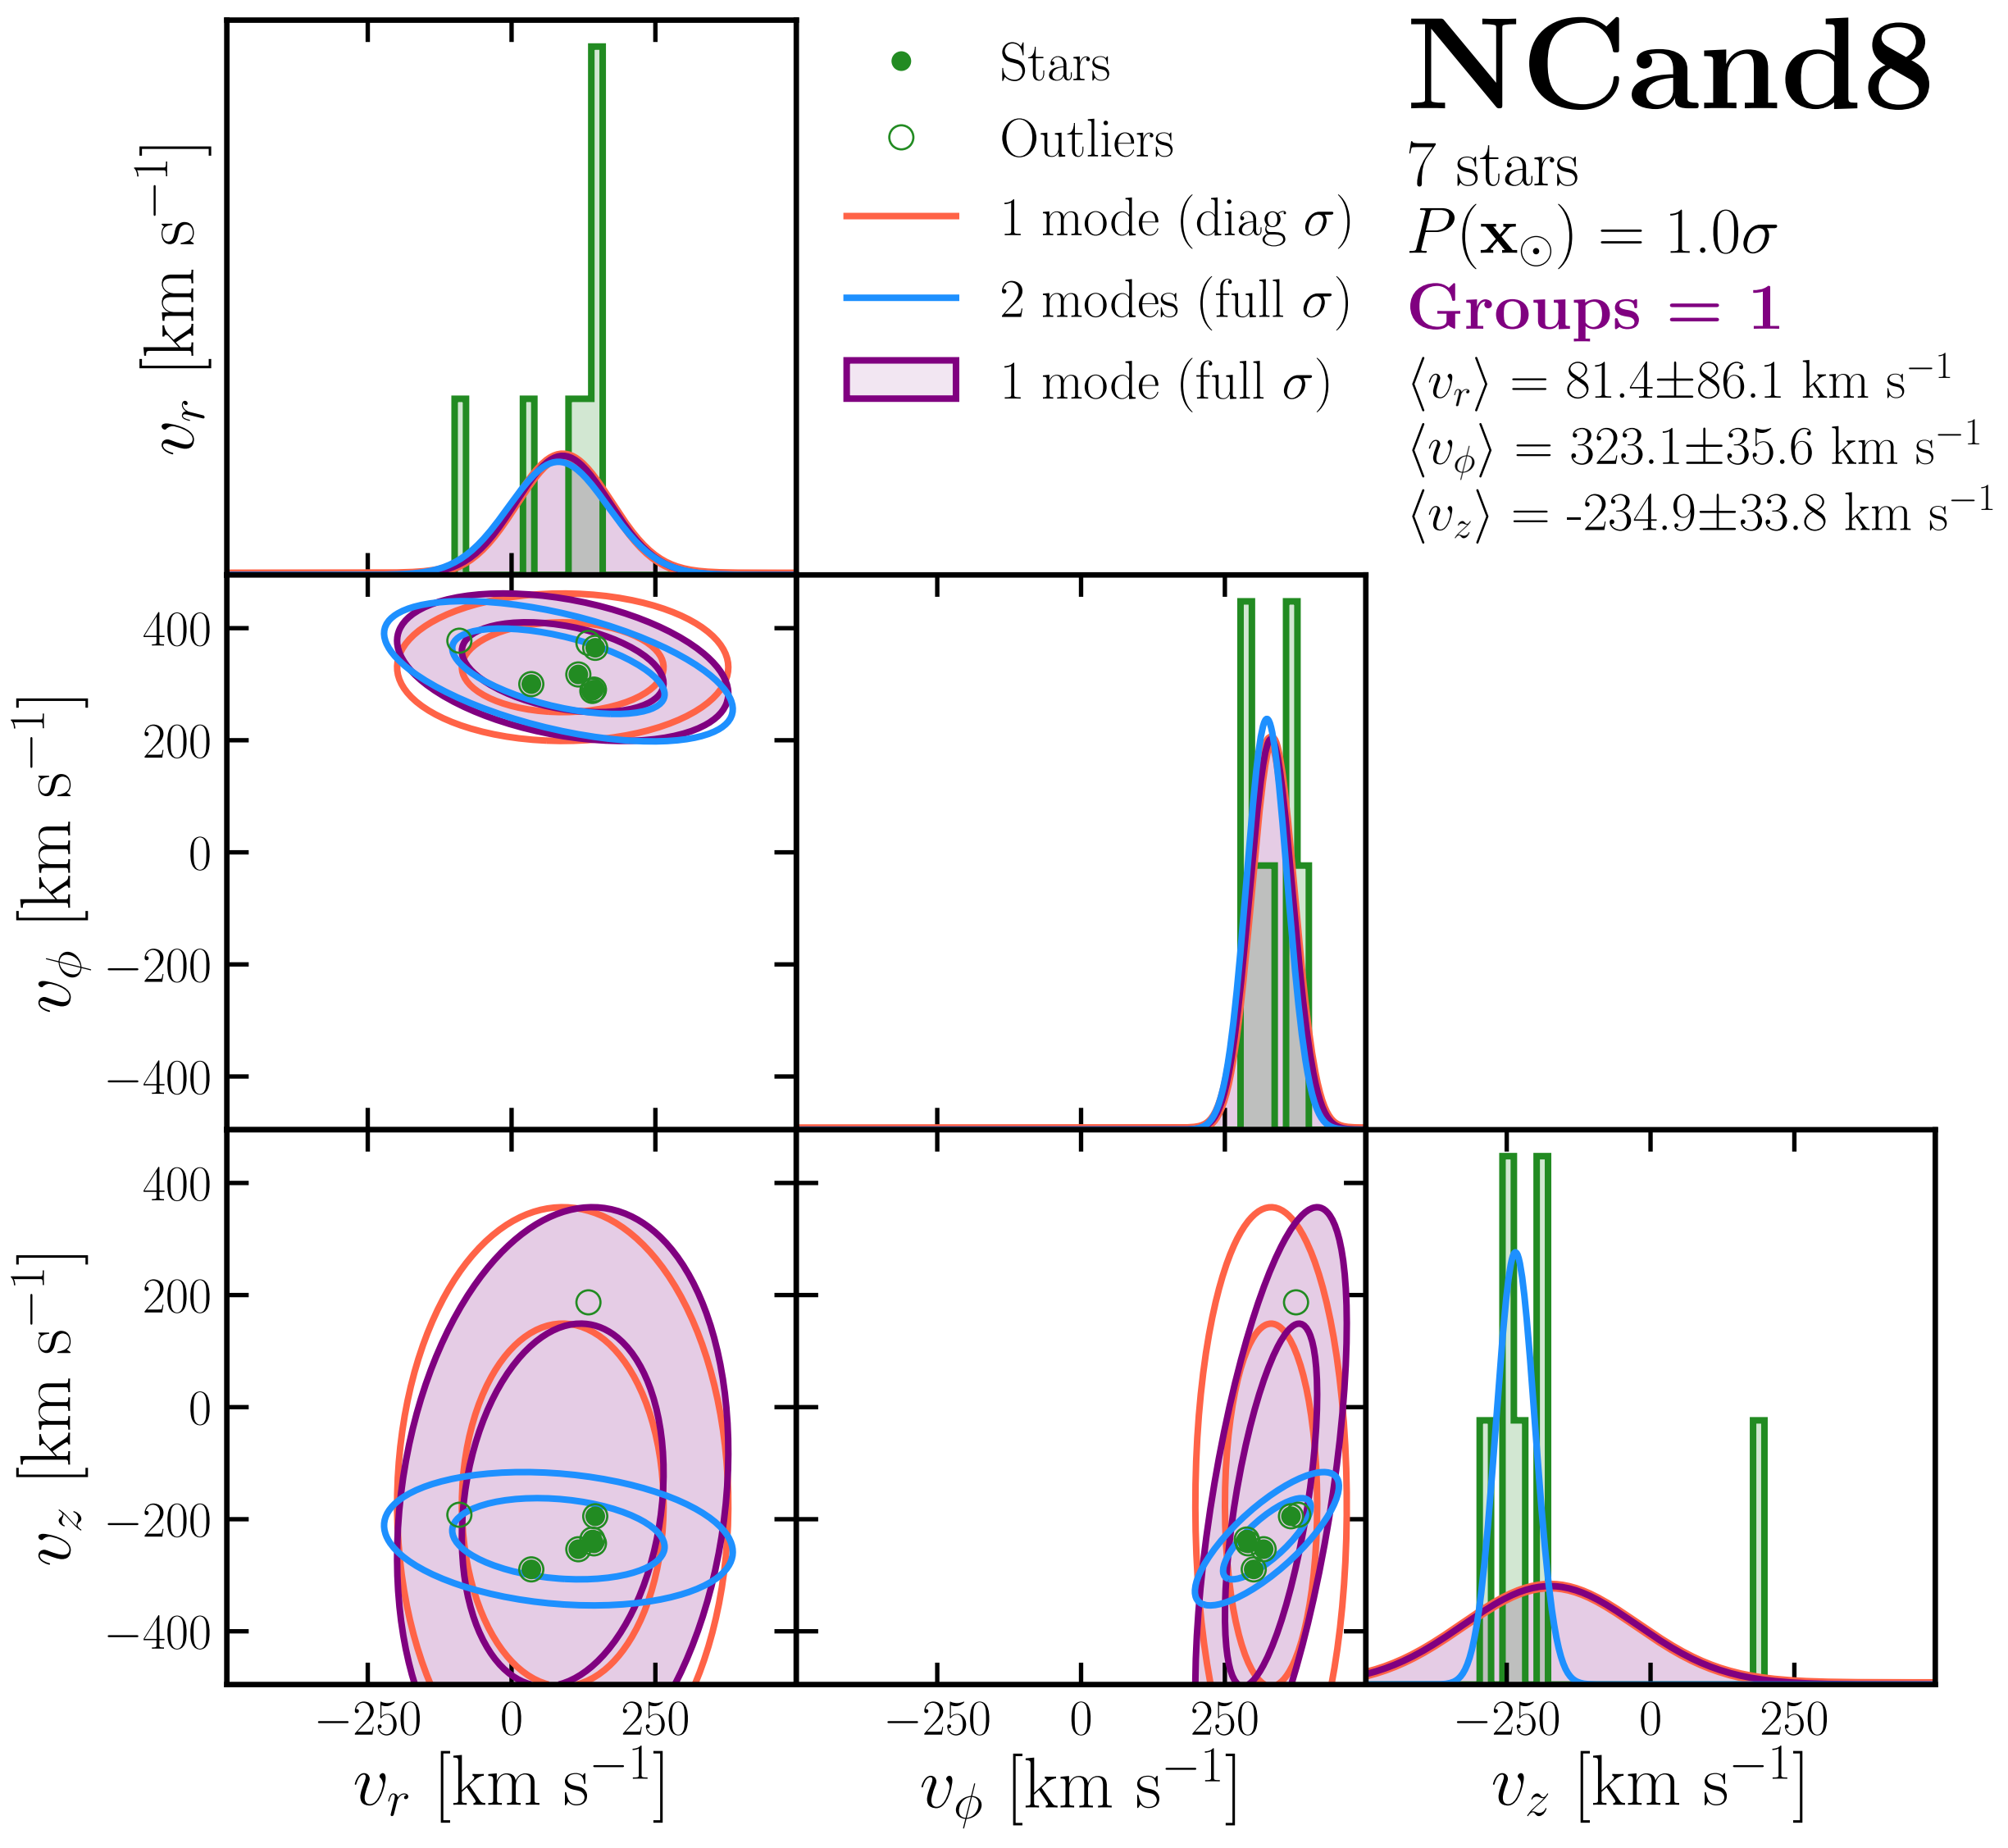 NCand8
7 stars
P(x⊙) = 1.0σ
Groups = 1
⟨v_r⟩ = 81.4±86.1 km s⁻¹
⟨v_ϕ⟩ = 323.1±35.6 km s⁻¹
⟨v_z⟩ = -234.9±33.8 km s⁻¹
Stars
Outliers
1 mode (diag σ)
2 modes (full σ)
1 mode (full σ)
v_r [km s⁻¹]
400
200
0
−200
−400
v_ϕ [km s⁻¹]
400
200
0
−200
−400
v_z [km s⁻¹]
−250 0 250
v_r [km s⁻¹]
−250 0 250
v_ϕ [km s⁻¹]
−250 0 250
v_z [km s⁻¹]